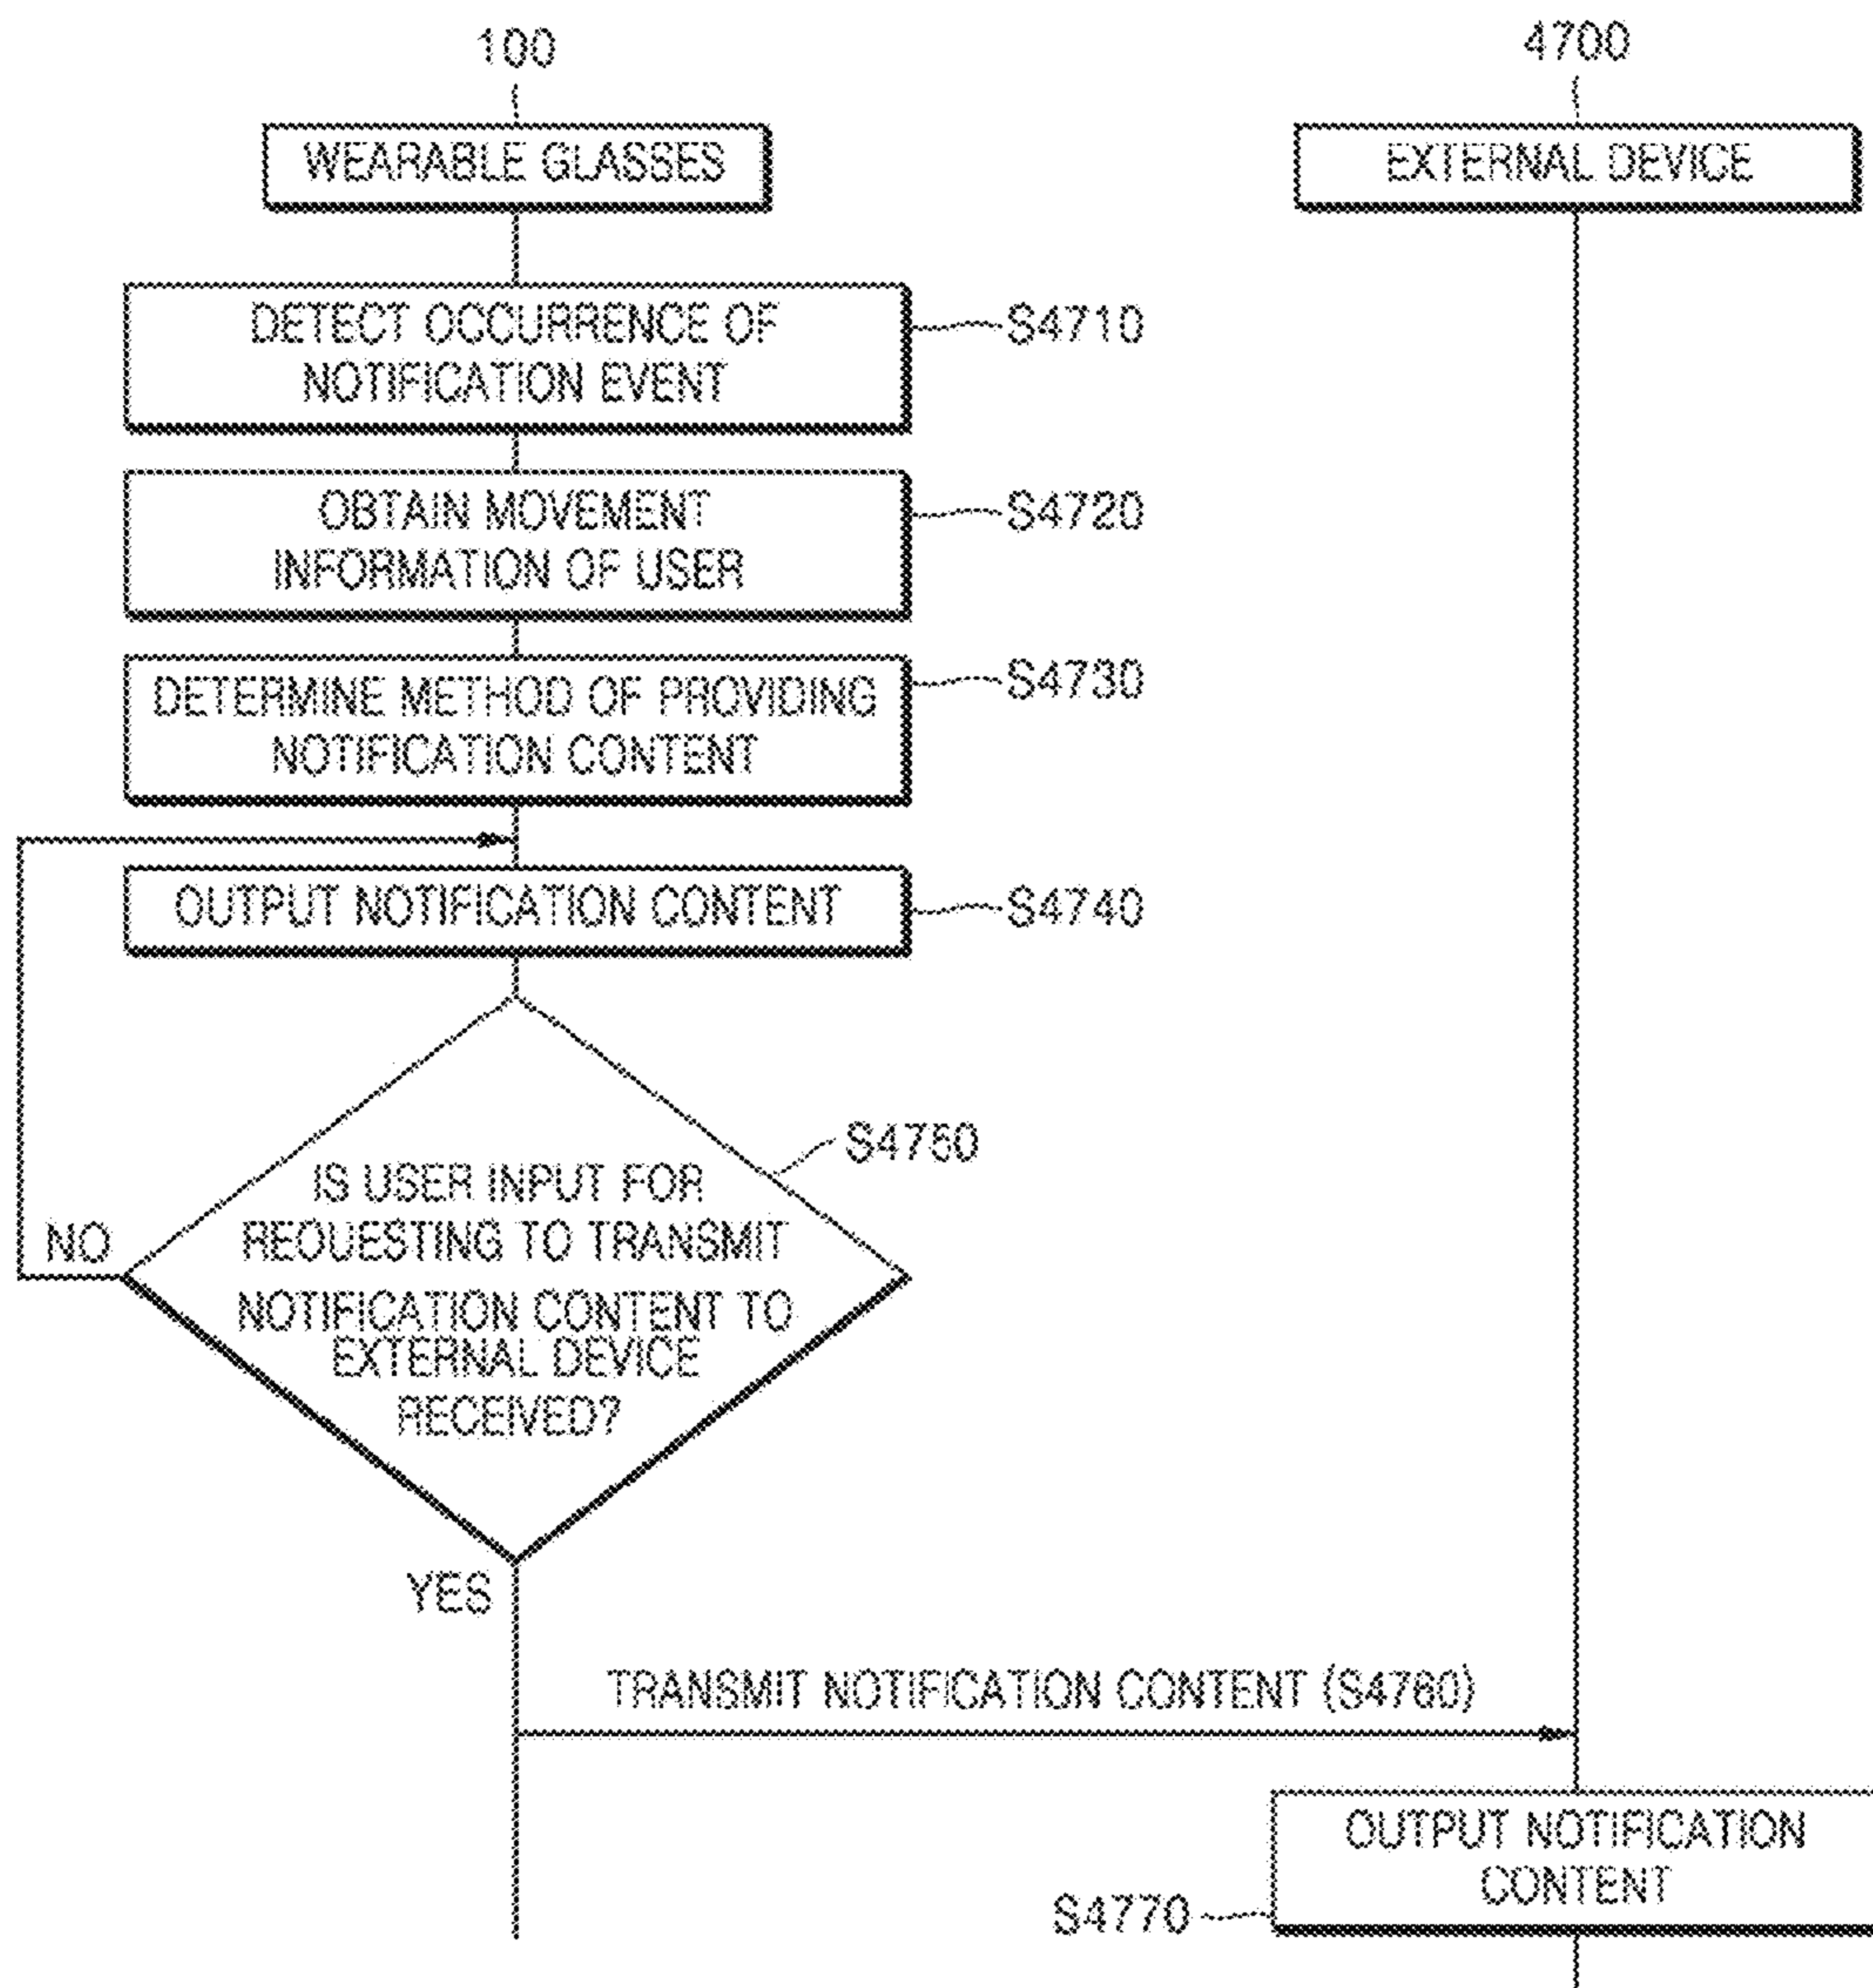 100
4700
WEARABLE GLASSES
EXTERNAL DEVICE
DETECT OCCURRENCE OF
NOTIFICATION EVENT
S4710
OBTAIN MOVEMENT
INFORMATION OF USER
S4720
DETERMINE METHOD OF PROVIDING
NOTIFICATION CONTENT
S4730
OUTPUT NOTIFICATION CONTENT
S4740
S4750
IS USER INPUT FOR
REQUESTING TO TRANSMIT
NOTIFICATION CONTENT TO
EXTERNAL DEVICE
RECEIVED?
NO
YES
TRANSMIT NOTIFICATION CONTENT (S4760)
OUTPUT NOTIFICATION
CONTENT
S4770